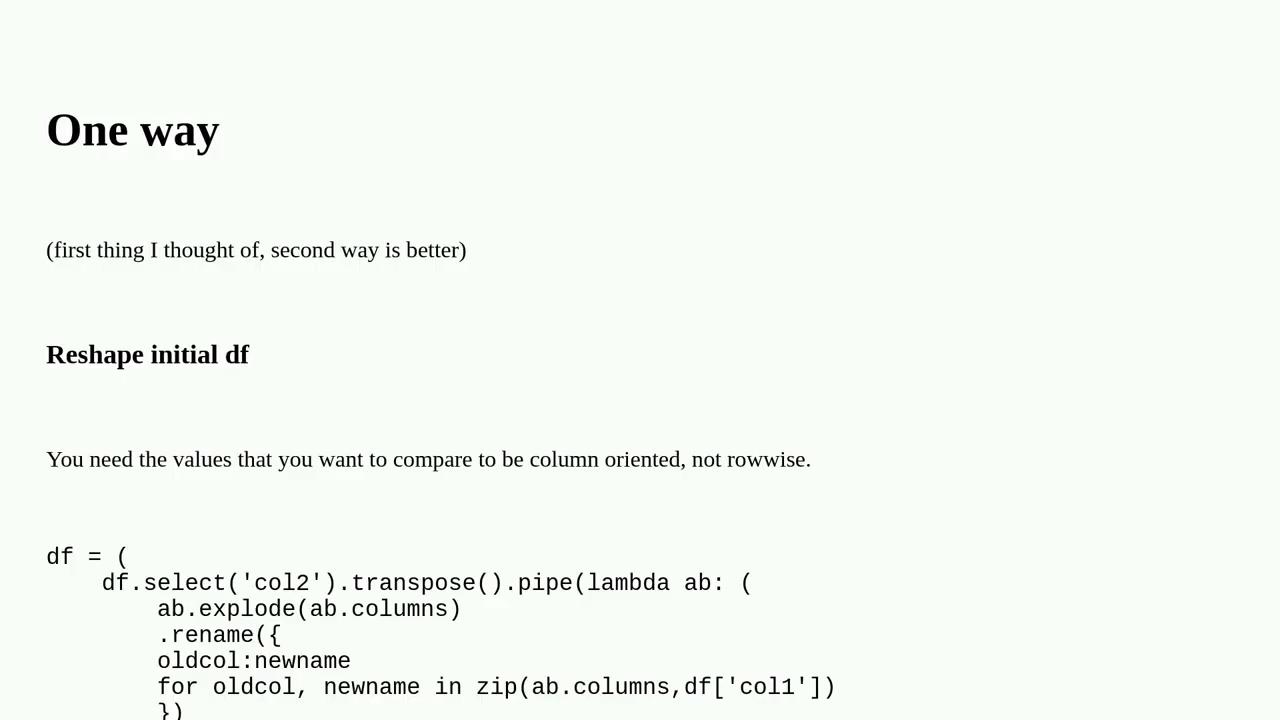 One way
(first thing I thought of, second way is better)
Reshape initial df
You need the values that you want to compare to be column oriented, not rowwise.
df = (
    df.select('col2').transpose().pipe(lambda ab: (
        ab.explode(ab.columns)
        .rename({
        oldcol:newname
        for oldcol, newname in zip(ab.columns,df['col1'])
        })